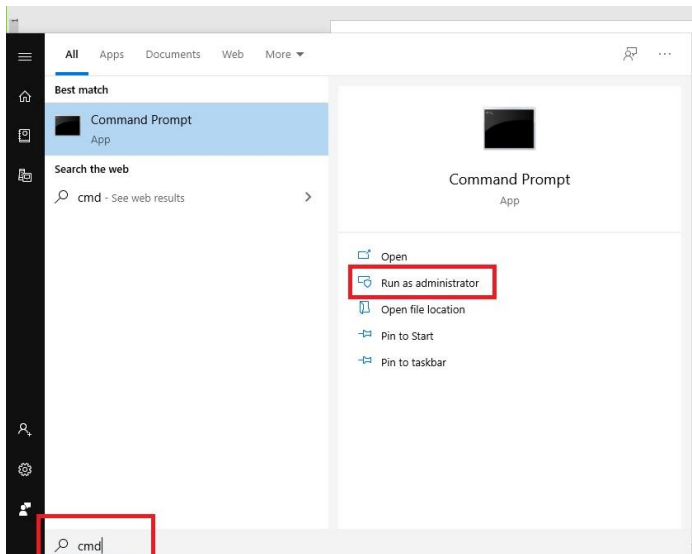 All Apps Documents Web More
Best match
Command Prompt
App
Search the web
cmd - See web results
Command Prompt
App
Open
Run as administrator
Open file location
Pin to Start
Pin to taskbar
cmd